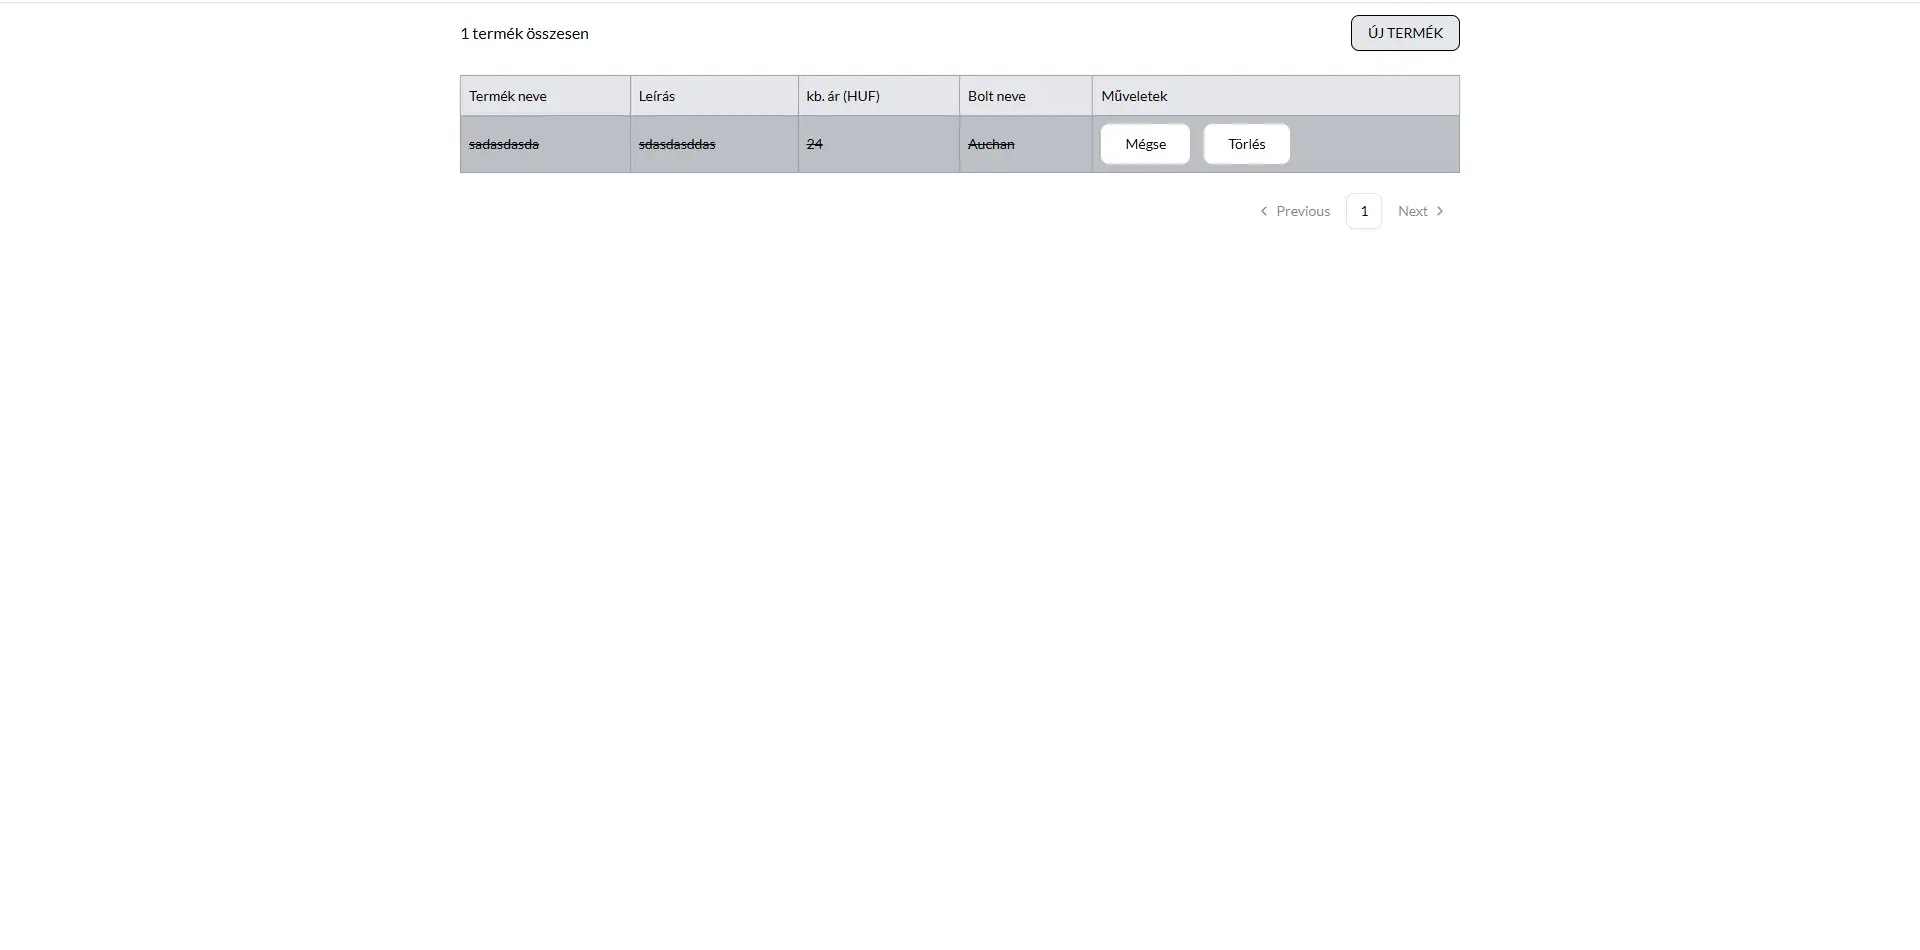 1 termék összesen
ÚJ TERMÉK
Termék neve Leírás kb. ár (HUF) Bolt neve Műveletek
sadasdasda sdasdasddas 24 Auchan Mégse Törlés
Previous 1 Next